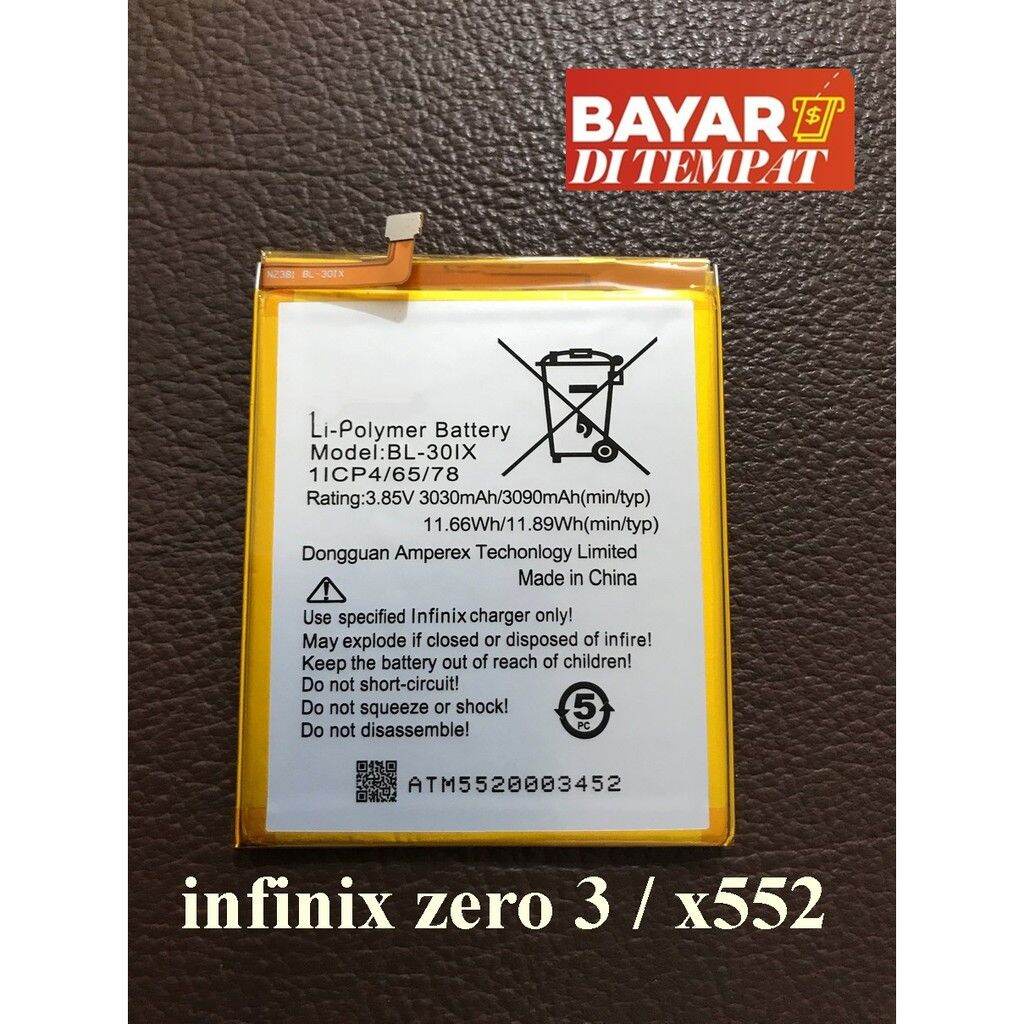 BAYAR
DI TEMPAT
NZ3B1 BL-30IX
Li-Polymer Battery
Model:BL-30IX
1ICP4/65/78
Rating:3.85V 3030mAh/3090mAh(min/typ)
11.66Wh/11.89Wh(min/typ)
Dongguan Amperex Techonlogy Limited
Made in China
Use specified Infinix charger only!
May explode if closed or disposed of infire!
Keep the battery out of reach of children!
Do not short-circuit!
Do not squeeze or shock!
Do not disassemble!
5
PC
ATM5520003452
infinix zero 3 / x552